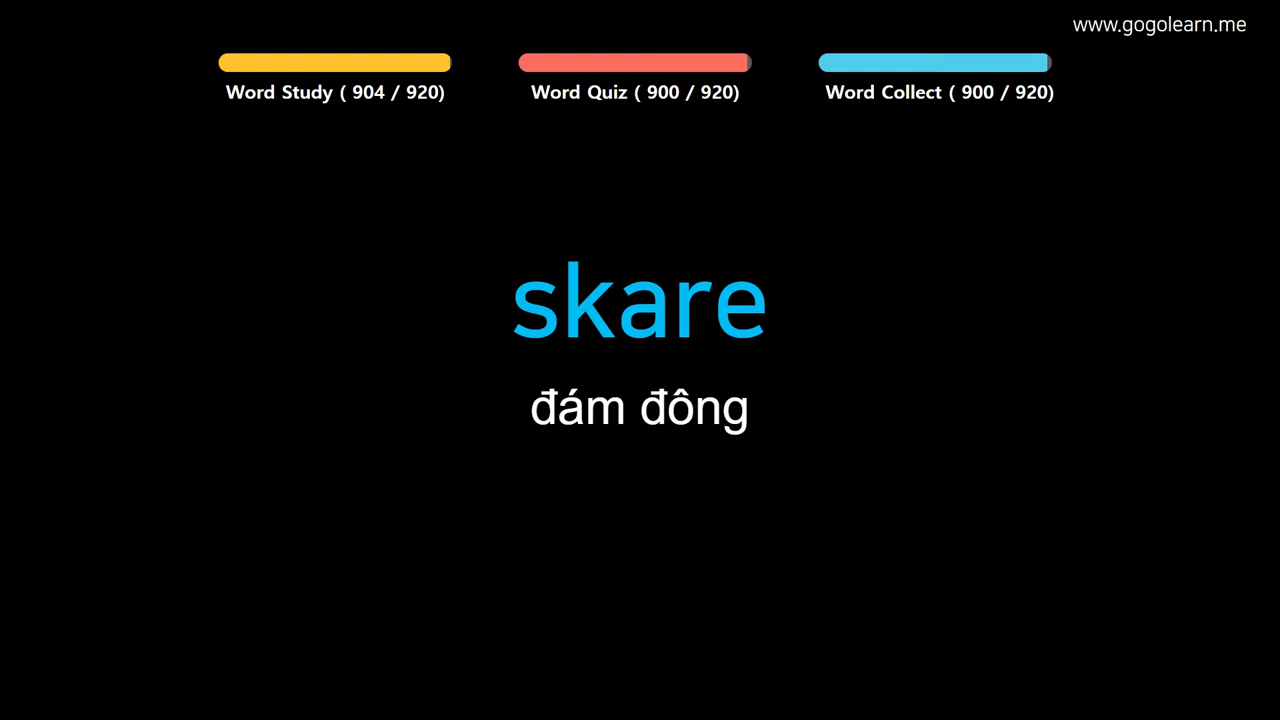 www.gogolearn.me
Word Study ( 904 / 920)
Word Quiz ( 900 / 920)
Word Collect ( 900 / 920)
skare
đám đông